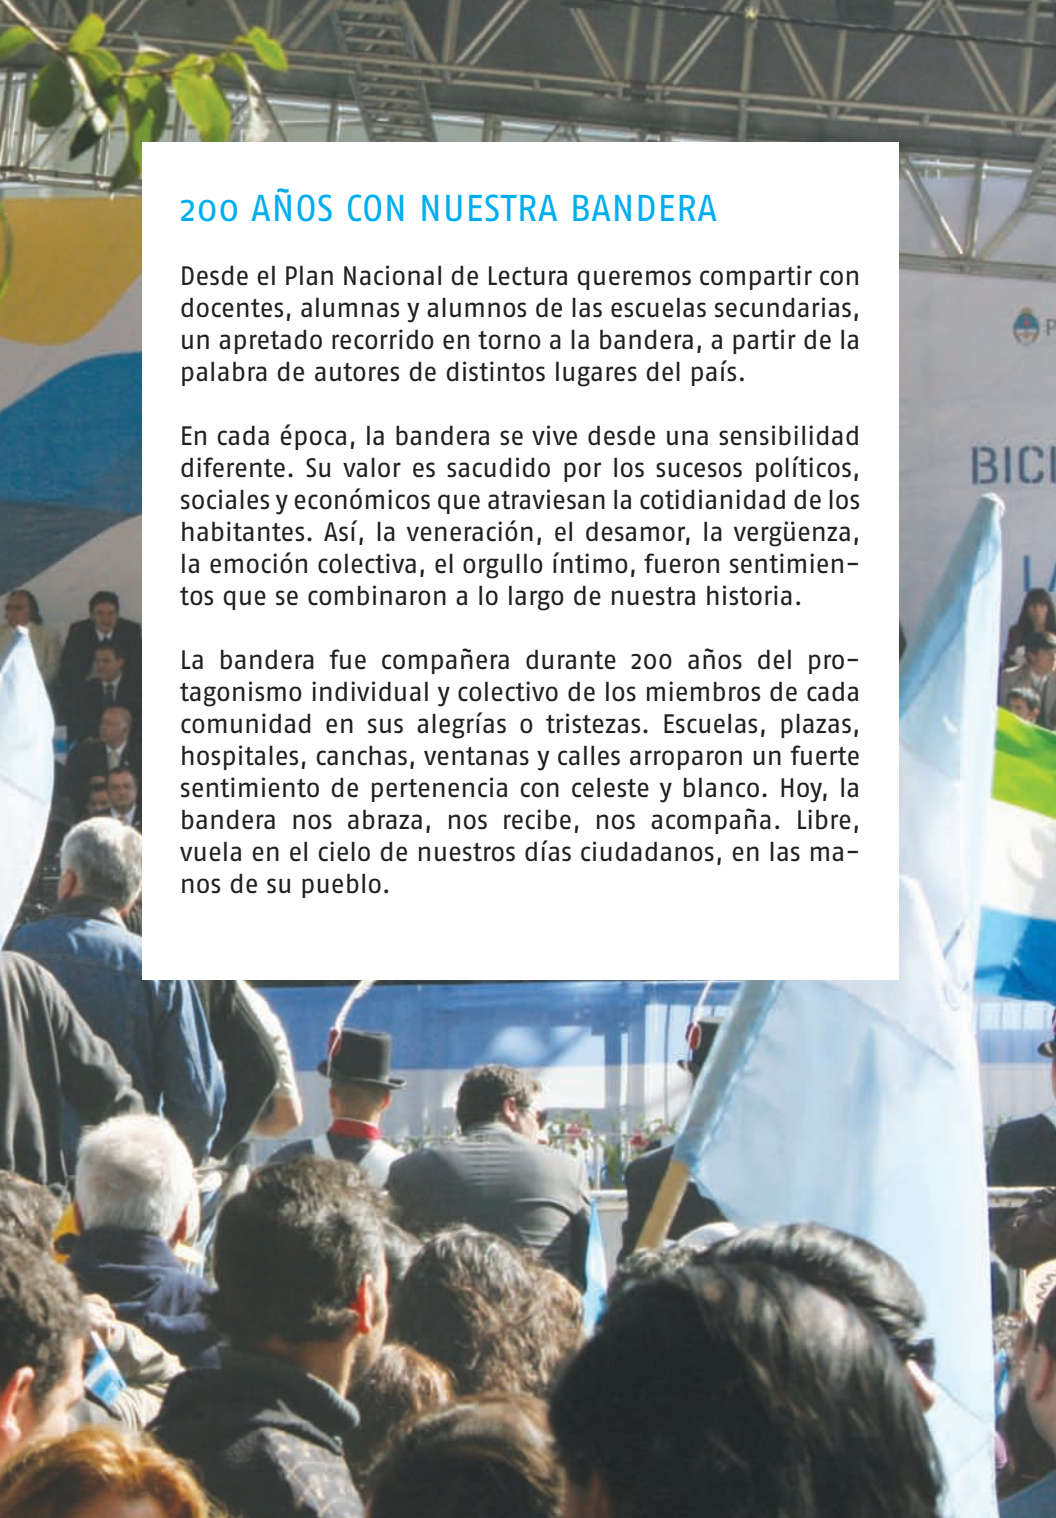 200 AÑOS CON NUESTRA BANDERA
Desde el Plan Nacional de Lectura queremos compartir con
docentes, alumnas y alumnos de las escuelas secundarias,
un apretado recorrido en torno a la bandera, a partir de la
palabra de autores de distintos lugares del país.
En cada época, la bandera se vive desde una sensibilidad
diferente. Su valor es sacudido por los sucesos políticos,
sociales y económicos que atraviesan la cotidianidad de los
habitantes. Así, la veneración, el desamor, la vergüenza,
la emoción colectiva, el orgullo íntimo, fueron sentimien-
tos que se combinaron a lo largo de nuestra historia.
La bandera fue compañera durante 200 años del pro-
tagonismo individual y colectivo de los miembros de cada
comunidad en sus alegrías o tristezas. Escuelas, plazas,
hospitales, canchas, ventanas y calles arroparon un fuerte
sentimiento de pertenencia con celeste y blanco. Hoy, la
bandera nos abraza, nos recibe, nos acompaña. Libre,
vuela en el cielo de nuestros días ciudadanos, en las ma-
nos de su pueblo.
P
BICI
LA